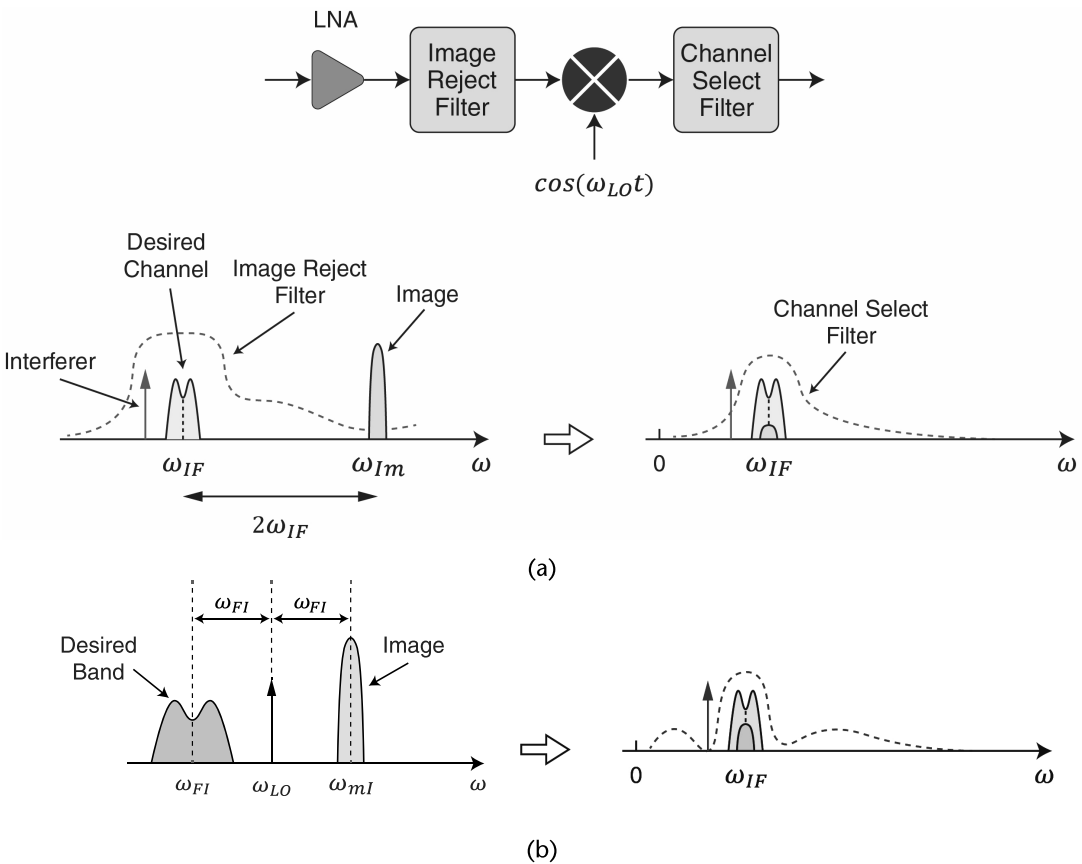 LNA
Image
Reject
Filter
Channel
Select
Filter
cos(ω_LO t)
Desired
Channel
Image Reject
Filter
Image
Interferer
ω_IF
ω_Im
ω
2ω_IF
Channel Select
Filter
0
ω_IF
ω
(a)
ω_FI
ω_FI
Desired
Band
Image
ω_FI
ω_LO
ω_mI
ω
0
ω_IF
ω
(b)